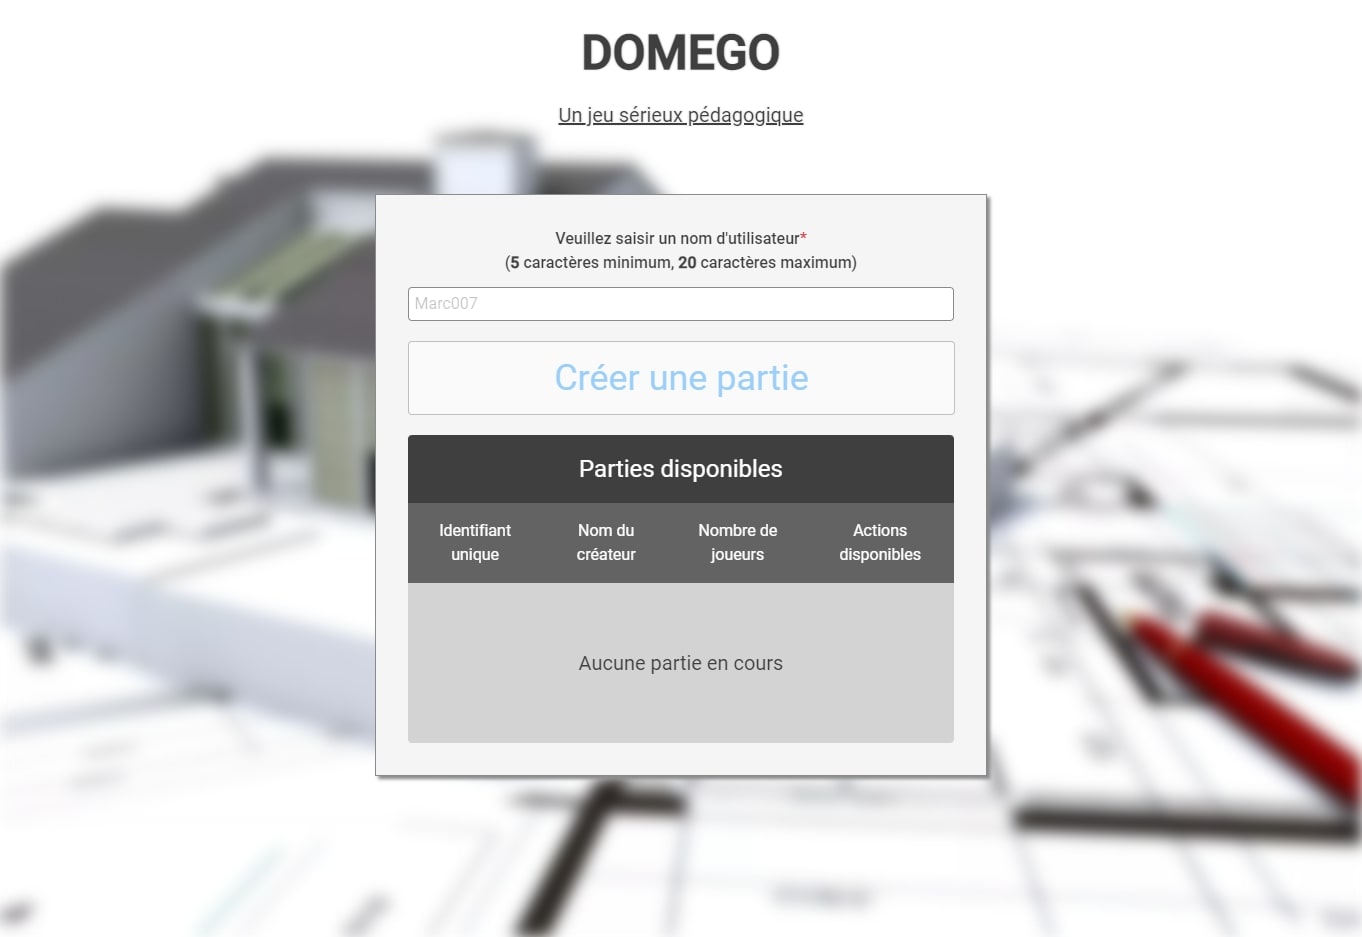 DOMEGO
Un jeu sérieux pédagogique
Veuillez saisir un nom d'utilisateur*
(5 caractères minimum, 20 caractères maximum)
Marc007
Créer une partie
Parties disponibles
Identifiant unique
Nom du créateur
Nombre de joueurs
Actions disponibles
Aucune partie en cours